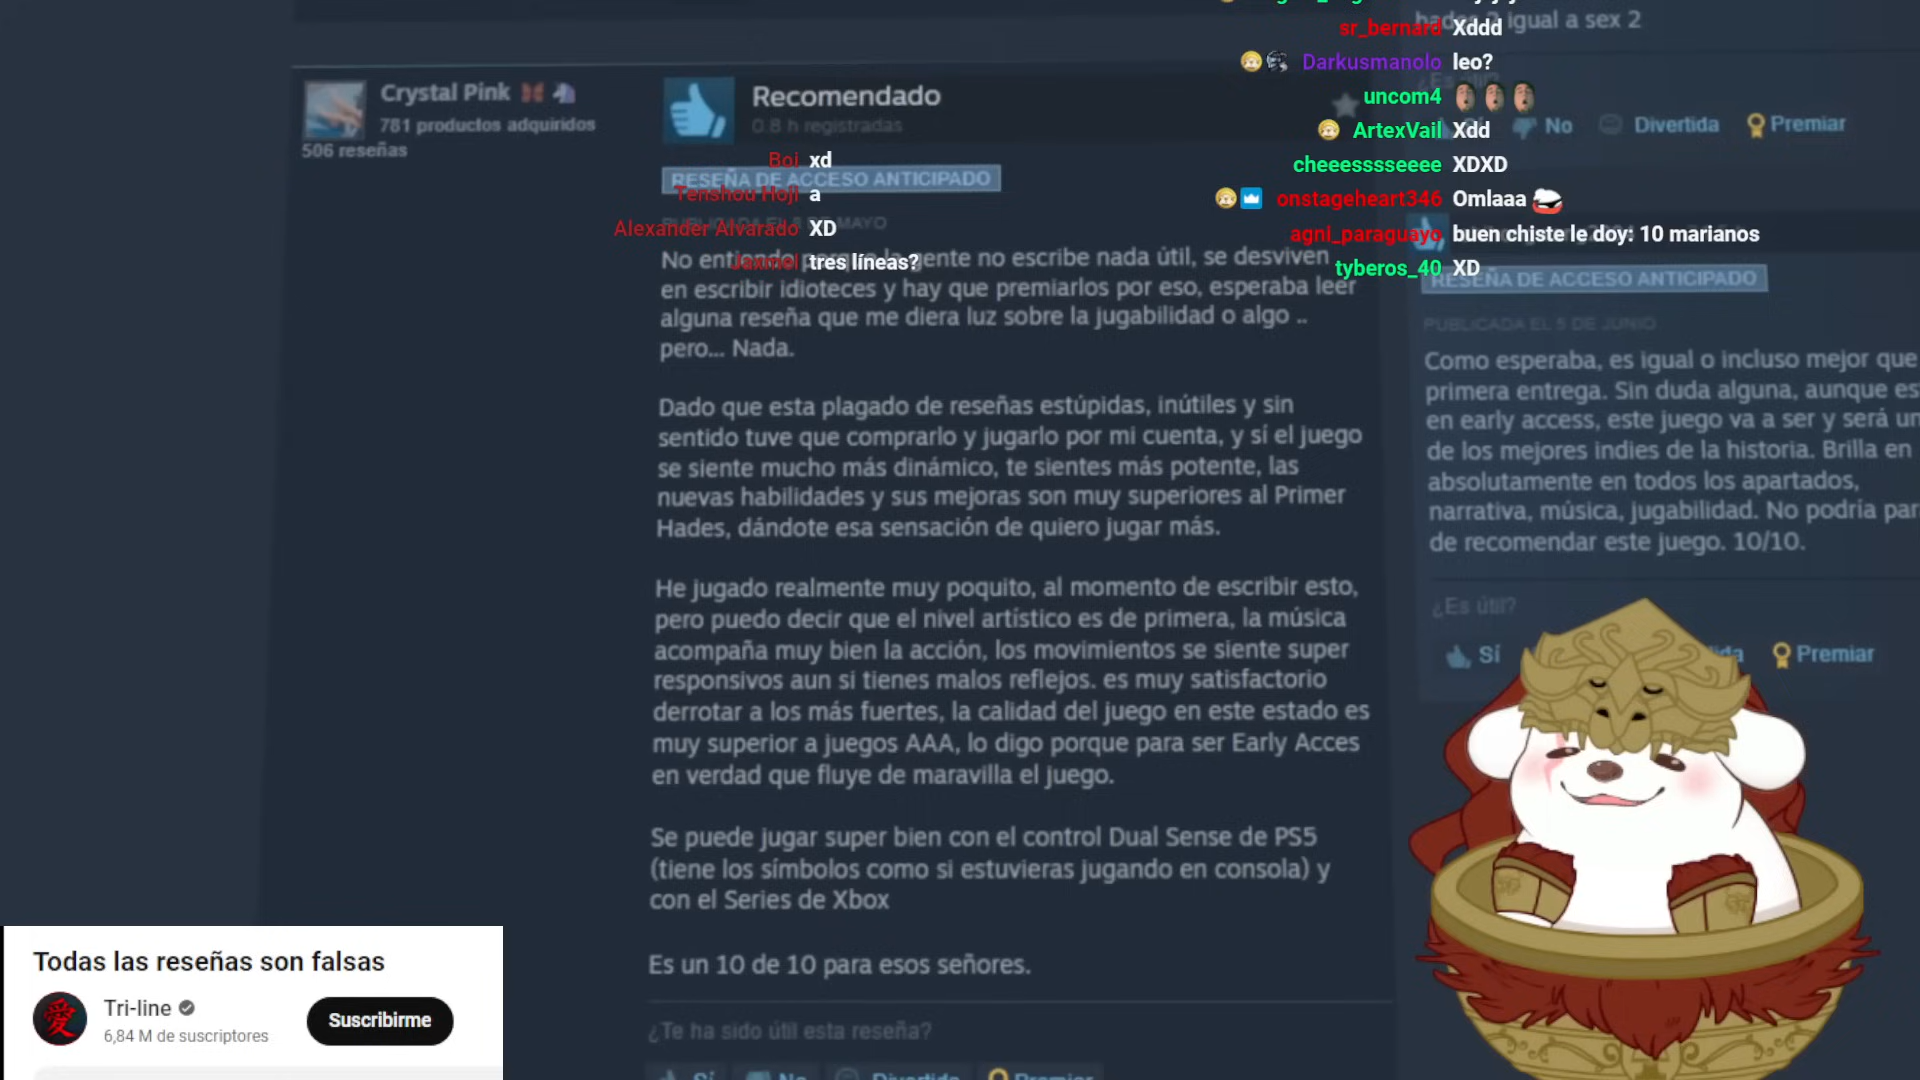 Crystal Pink
781 productos adquiridos
506 reseñas
Recomendado
0.8 h registradas
RESEÑA DE ACCESO ANTICIPADO
MAYO
No entiendo gente no escribe nada útil, se desviven
en escribir idioteces y hay que premiarlos por eso, esperaba leer
alguna reseña que me diera luz sobre la jugabilidad o algo ..
pero... Nada.
Dado que esta plagado de reseñas estúpidas, inútiles y sin
sentido tuve que comprarlo y jugarlo por mi cuenta, y sí el juego
se siente mucho más dinámico, te sientes más potente, las
nuevas habilidades y sus mejoras son muy superiores al Primer
Hades, dándote esa sensación de quiero jugar más.
He jugado realmente muy poquito, al momento de escribir esto,
pero puedo decir que el nivel artístico es de primera, la música
acompaña muy bien la acción, los movimientos se siente super
responsivos aun si tienes malos reflejos. es muy satisfactorio
derrotar a los más fuertes, la calidad del juego en este estado es
muy superior a juegos AAA, lo digo porque para ser Early Acces
en verdad que fluye de maravilla el juego.
Se puede jugar super bien con el control Dual Sense de PS5
(tiene los símbolos como si estuvieras jugando en consola) y
con el Series de Xbox
Es un 10 de 10 para esos señores.
¿Te ha sido útil esta reseña?
Sí No Divertida Premiar
Boi xd
Tenshou Hoji a
Alexander Alvarado XD
Jaxmel tres líneas?
sr_bernard Xddd
Darkusmanolo leo?
uncom4
ArtexVail Xdd
cheeesssseeee XDXD
onstageheart346 Omlaaa
agni_paraguayo buen chiste le doy: 10 marianos
tyberos_40 XD
igual a sex 2
No Divertida Premiar
RESEÑA DE ACCESO ANTICIPADO
PUBLICADA EL 5 DE JUNIO
Como esperaba, es igual o incluso mejor que
primera entrega. Sin duda alguna, aunque es
en early access, este juego va a ser y será un
de los mejores indies de la historia. Brilla en
absolutamente en todos los apartados,
narrativa, música, jugabilidad. No podría par
de recomendar este juego. 10/10.
¿Es útil?
Sí ida Premiar
Todas las reseñas son falsas
Tri-line
6,84 M de suscriptores
Suscribirme